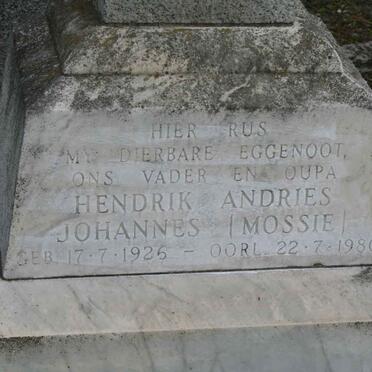 HIER RUS
MY DIERBARE EGGENOOT,
ONS VADER EN OUPA
HENDRIK ANDRIES
JOHANNES (MOSSIE)
GEB. 17·7·1926 – OORL. 22·7·1980